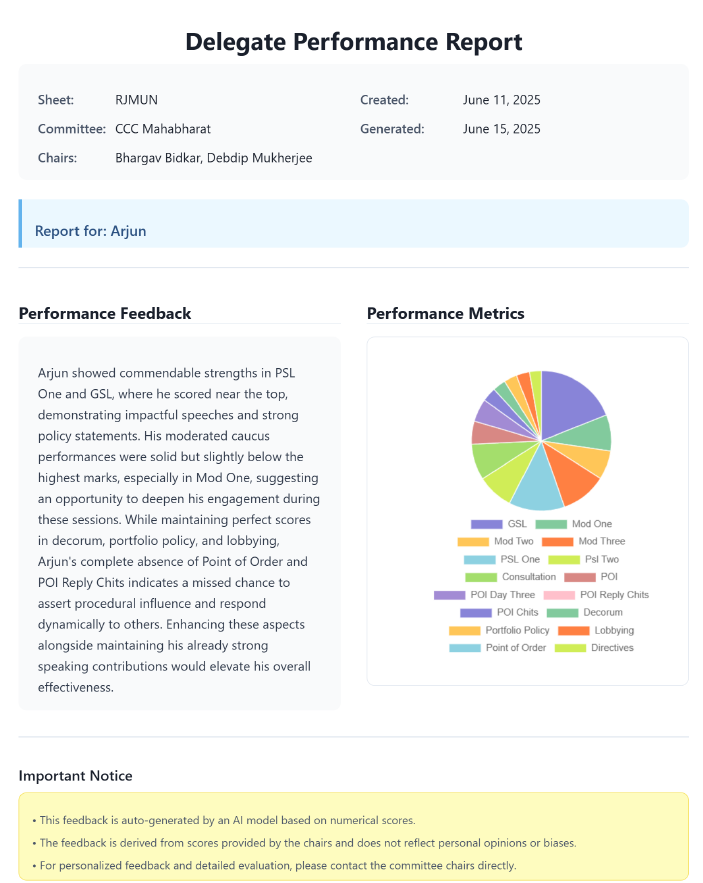 Delegate Performance Report
Sheet: RJMUN Created: June 11, 2025
Committee: CCC Mahabharat Generated: June 15, 2025
Chairs: Bhargav Bidkar, Debdip Mukherjee
Report for: Arjun
Performance Feedback
Arjun showed commendable strengths in PSL
One and GSL, where he scored near the top,
demonstrating impactful speeches and strong
policy statements. His moderated caucus
performances were solid but slightly below the
highest marks, especially in Mod One, suggesting
an opportunity to deepen his engagement during
these sessions. While maintaining perfect scores
in decorum, portfolio policy, and lobbying,
Arjun's complete absence of Point of Order and
POI Reply Chits indicates a missed chance to
assert procedural influence and respond
dynamically to others. Enhancing these aspects
alongside maintaining his already strong
speaking contributions would elevate his overall
effectiveness.
Performance Metrics
GSL Mod One
Mod Two Mod Three
PSL One Psl Two
Consultation POI
POI Day Three POI Reply Chits
POI Chits Decorum
Portfolio Policy Lobbying
Point of Order Directives
Important Notice
• This feedback is auto-generated by an AI model based on numerical scores.
• The feedback is derived from scores provided by the chairs and does not reflect personal opinions or biases.
• For personalized feedback and detailed evaluation, please contact the committee chairs directly.